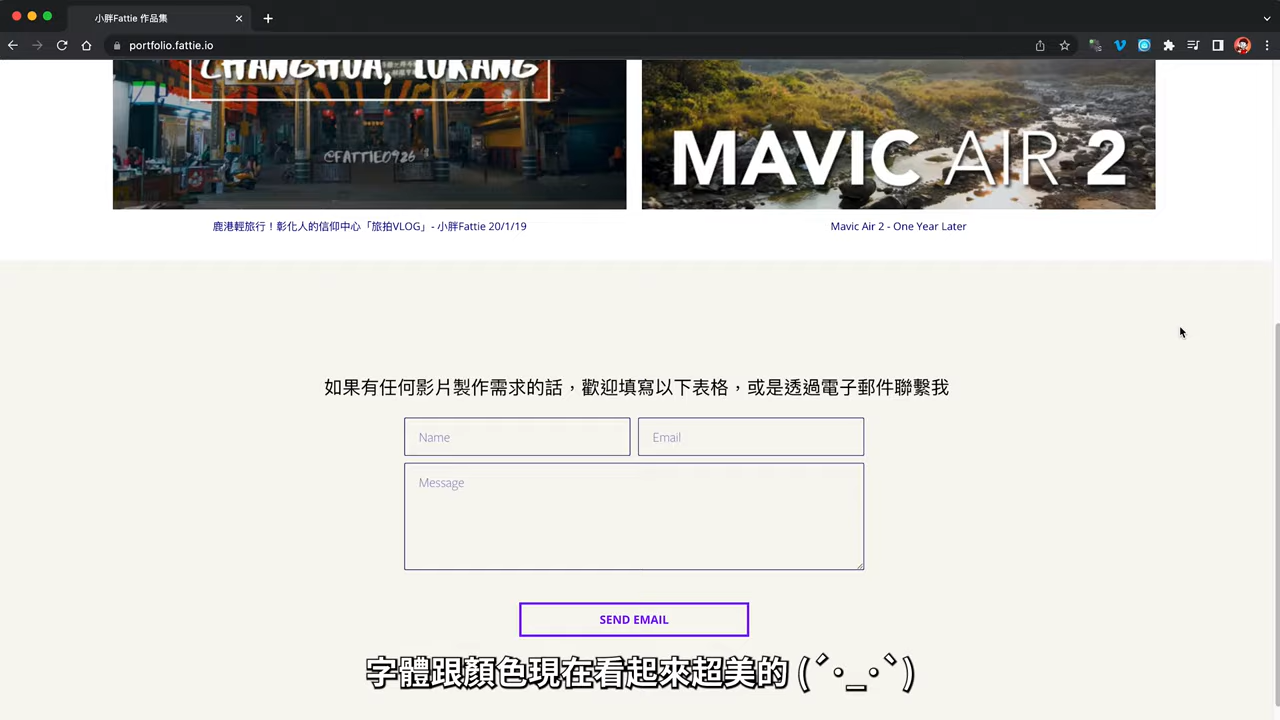 小胖Fattie 作品集
portfolio.fattie.io
CHANGHUA, LUKANG
@FATTIE0926
MAVIC AIR 2
鹿港輕旅行！彰化人的信仰中心「旅拍VLOG」- 小胖Fattie 20/1/19
Mavic Air 2 - One Year Later
如果有任何影片製作需求的話，歡迎填寫以下表格，或是透過電子郵件聯繫我
Name
Email
Message
SEND EMAIL
字體跟顏色現在看起來超美的 (´•_•`)